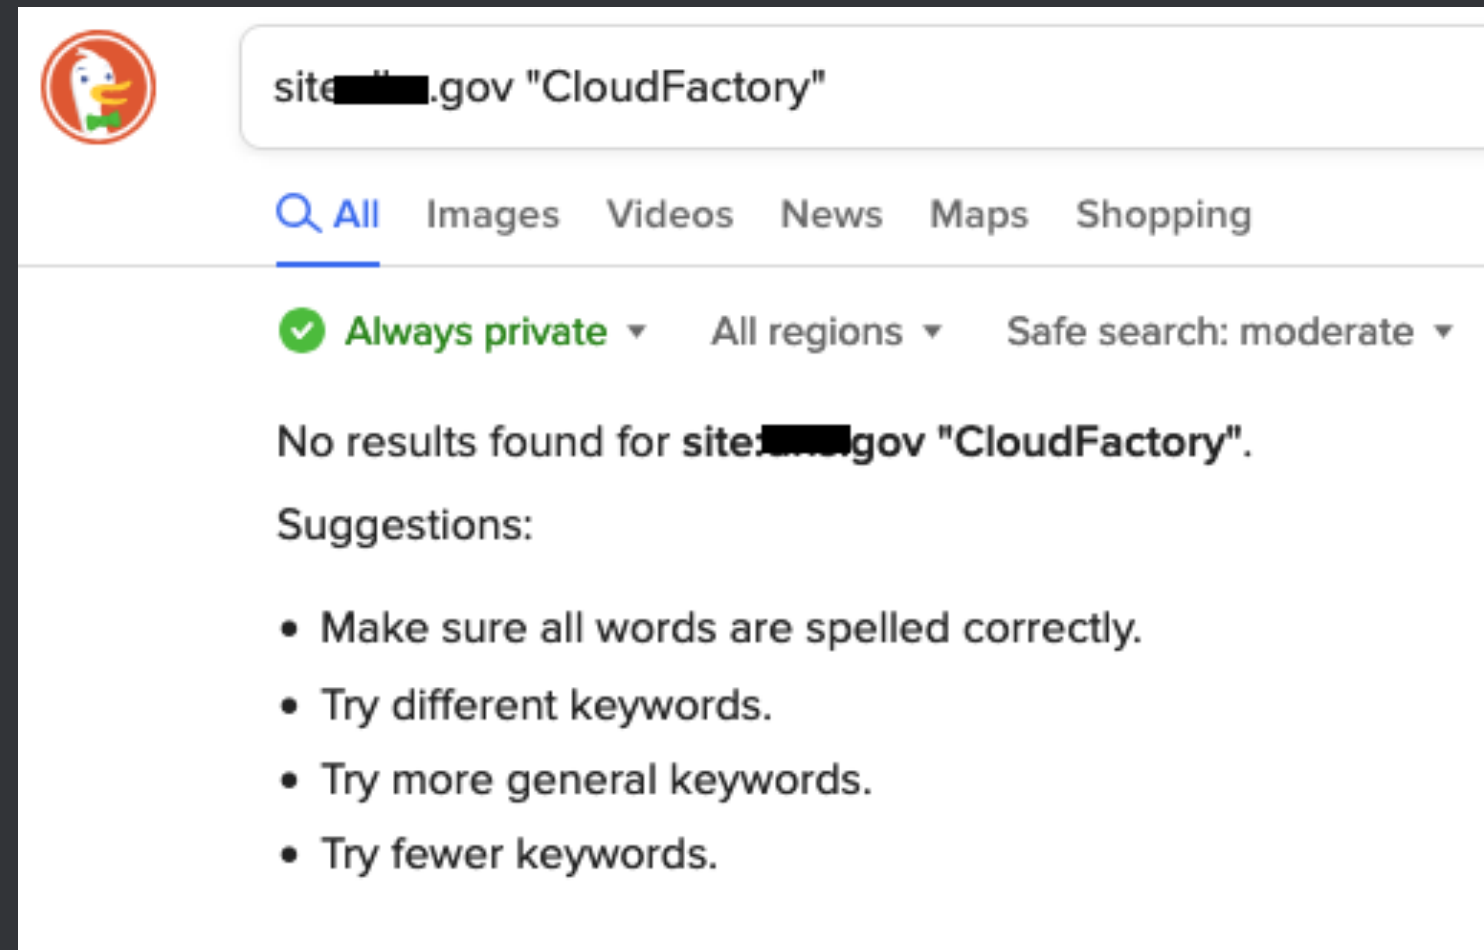 site .gov "CloudFactory"
All Images Videos News Maps Shopping
Always private All regions Safe search: moderate
No results found for site: gov "CloudFactory".
Suggestions:
• Make sure all words are spelled correctly.
• Try different keywords.
• Try more general keywords.
• Try fewer keywords.